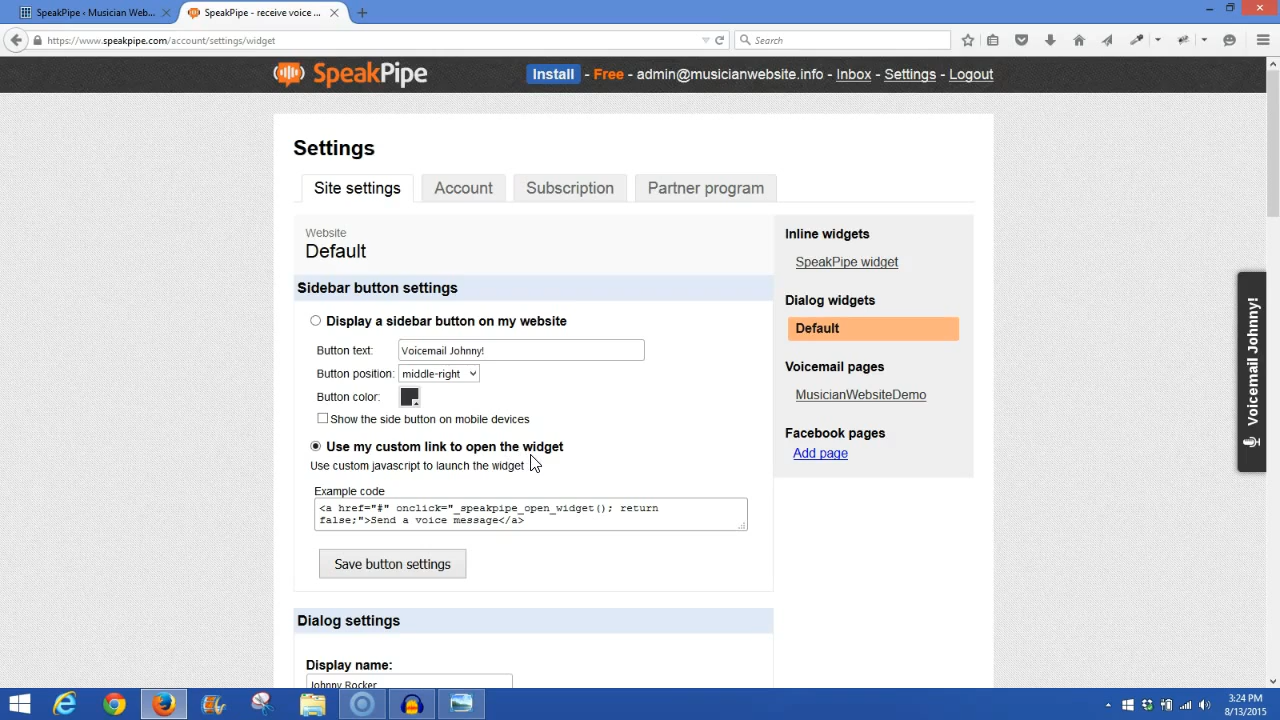 SpeakPipe - Musician Web...
SpeakPipe - receive voice ...
https://www.speakpipe.com/account/settings/widget
Search
SpeakPipe
Install - Free - admin@musicianwebsite.info - Inbox - Settings - Logout
Settings
Site settings
Account
Subscription
Partner program
Website
Default
Sidebar button settings
Display a sidebar button on my website
Button text: Voicemail Johnny!
Button position: middle-right
Button color:
Show the side button on mobile devices
Use my custom link to open the widget
Use custom javascript to launch the widget
Example code
<a href="#" onclick="_speakpipe_open_widget(); return
false;">Send a voice message</a>
Save button settings
Dialog settings
Display name:
Johnny Rocker
Inline widgets
SpeakPipe widget
Dialog widgets
Default
Voicemail pages
MusicianWebsiteDemo
Facebook pages
Add page
Voicemail Johnny!
3:24 PM
8/13/2015